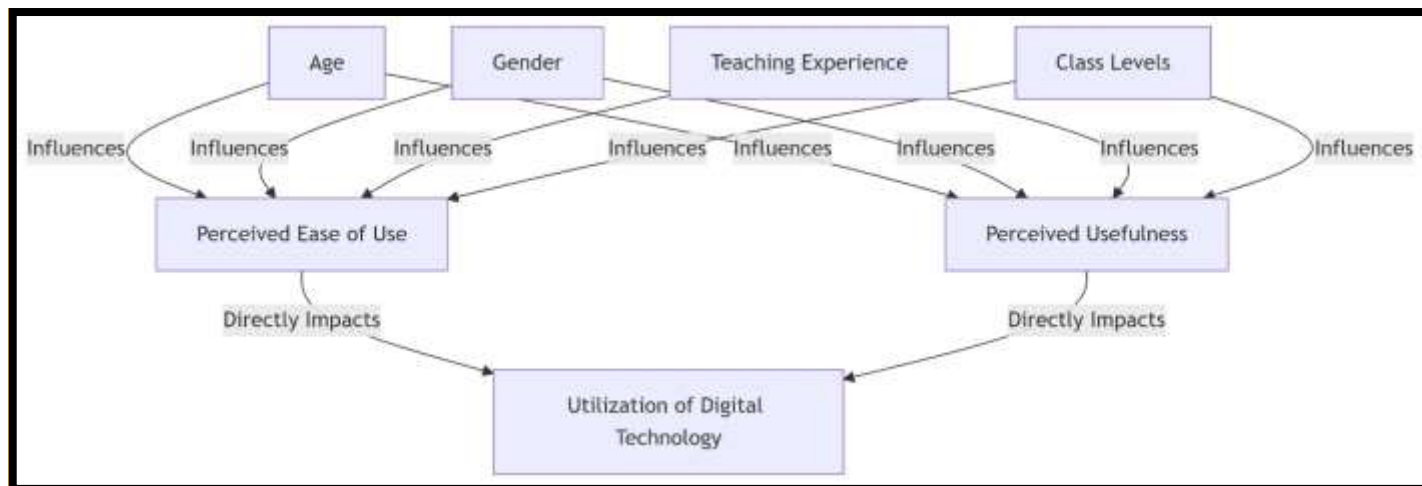 Age
Gender
Teaching Experience
Class Levels
Influences
Influences
Influences
Influences
Influences
Influences
Influences
Influences
Perceived Ease of Use
Perceived Usefulness
Directly Impacts
Directly Impacts
Utilization of Digital
Technology